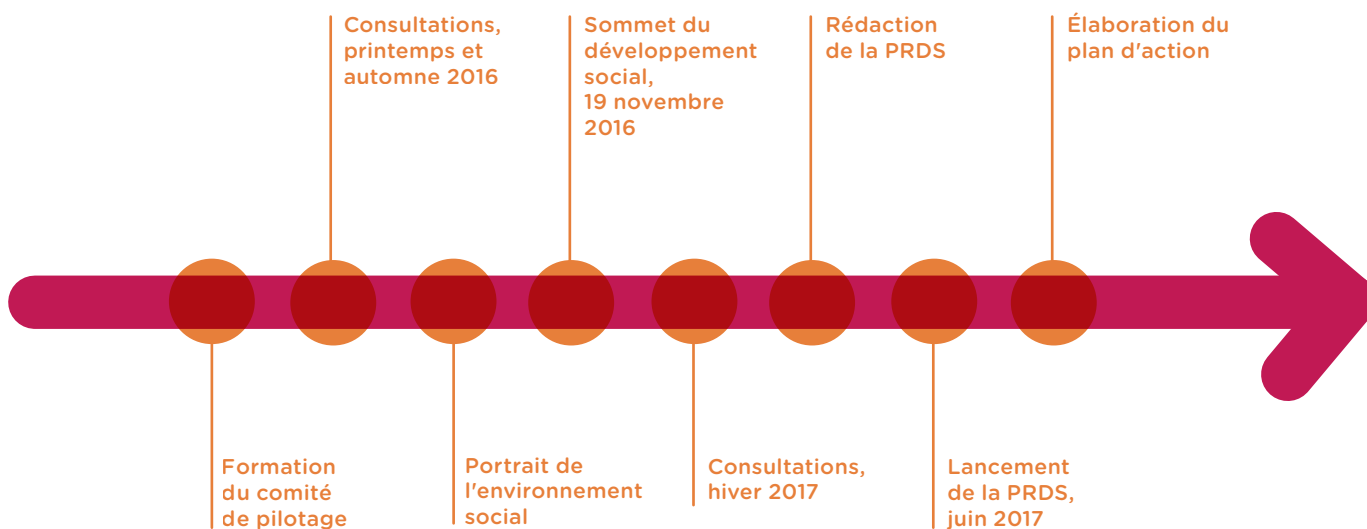 Consultations,
printemps et
automne 2016
Sommet du
développement
social,
19 novembre
2016
Rédaction
de la PRDS
Élaboration du
plan d'action
Formation
du comité
de pilotage
Portrait de
l'environnement
social
Consultations,
hiver 2017
Lancement
de la PRDS,
juin 2017